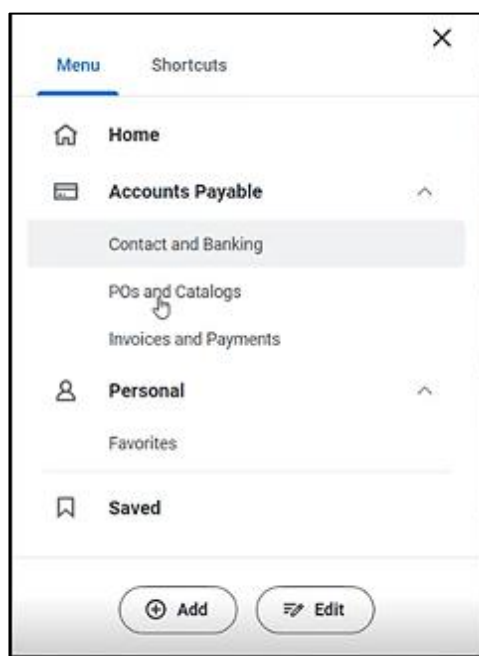 Menu Shortcuts
Home
Accounts Payable
Contact and Banking
POs and Catalogs
Invoices and Payments
Personal
Favorites
Saved
Add Edit